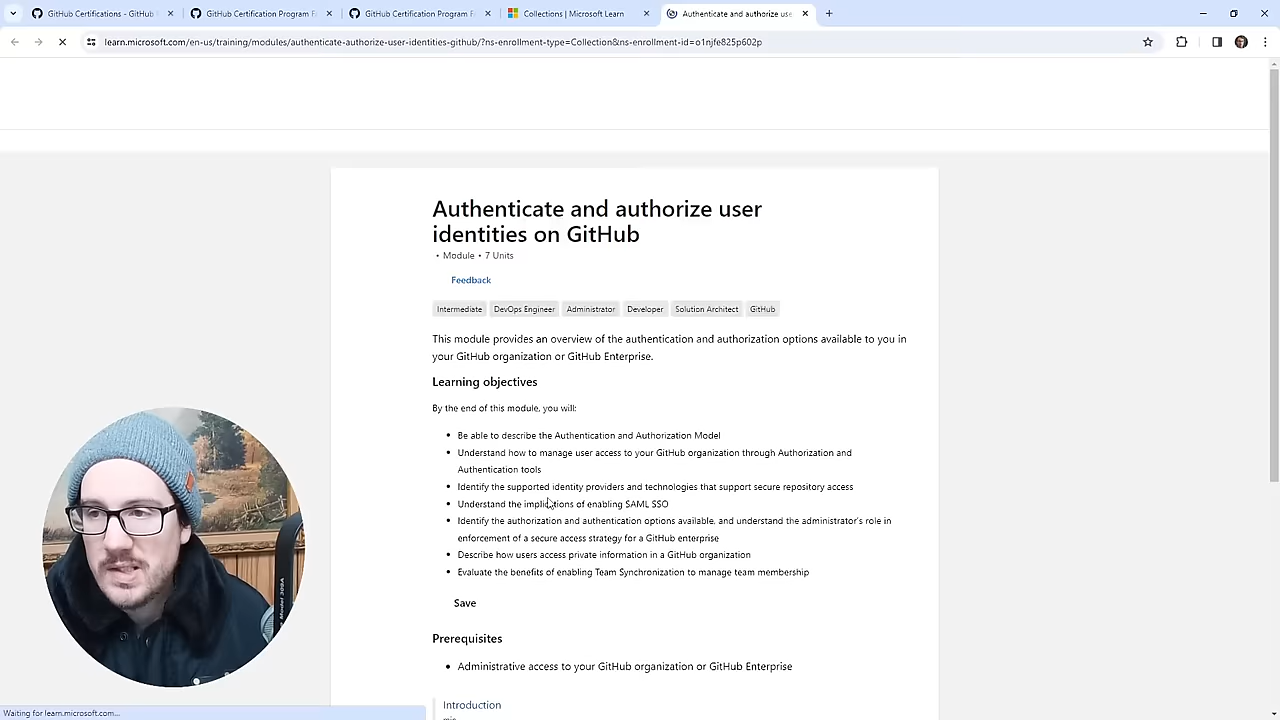 GitHub Certifications - GitHub
GitHub Certification Program E
GitHub Certification Program E
Collections | Microsoft Learn
Authenticate and authorize use
learn.microsoft.com/en-us/training/modules/authenticate-authorize-user-identities-github/?ns-enrollment-type=Collection&ns-enrollment-id=o1njfe825p602p
Authenticate and authorize user
identities on GitHub
• Module • 7 Units
Feedback
Intermediate DevOps Engineer Administrator Developer Solution Architect GitHub
This module provides an overview of the authentication and authorization options available to you in
your GitHub organization or GitHub Enterprise.
Learning objectives
By the end of this module, you will:
• Be able to describe the Authentication and Authorization Model
• Understand how to manage user access to your GitHub organization through Authorization and
Authentication tools
• Identify the supported identity providers and technologies that support secure repository access
• Understand the implications of enabling SAML SSO
• Identify the authorization and authentication options available, and understand the administrator's role in
enforcement of a secure access strategy for a GitHub enterprise
• Describe how users access private information in a GitHub organization
• Evaluate the benefits of enabling Team Synchronization to manage team membership
Save
Prerequisites
• Administrative access to your GitHub organization or GitHub Enterprise
Introduction
Waiting for learn.microsoft.com...